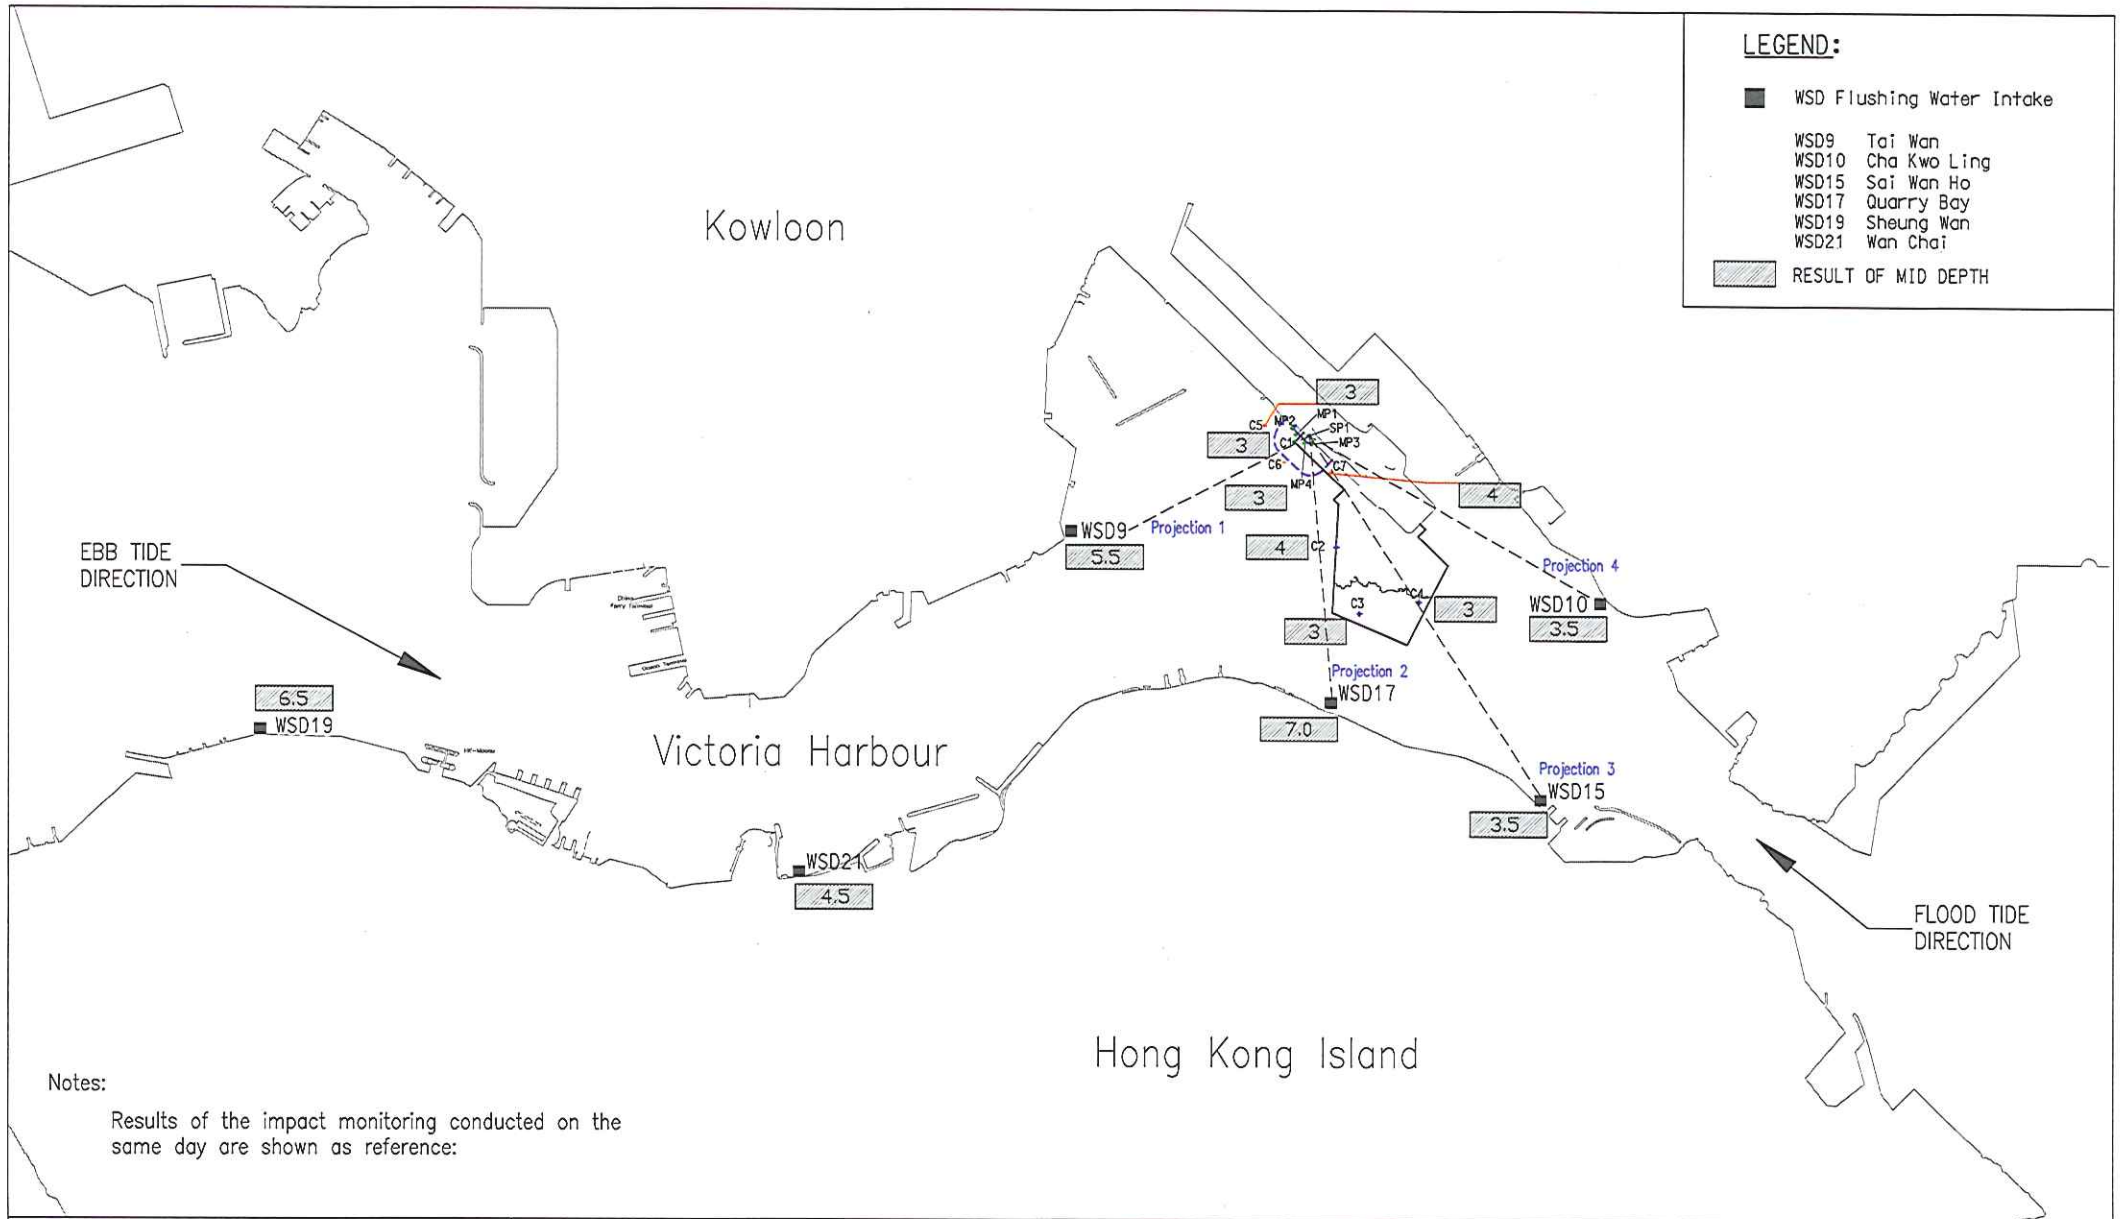 LEGEND:
WSD Flushing Water Intake
WSD9 Tai Wan
WSD10 Cha Kwo Ling
WSD15 Sai Wan Ho
WSD17 Quarry Bay
WSD19 Sheung Wan
WSD21 Wan Chai
RESULT OF MID DEPTH
Kowloon
3
MP1
MP2
C5
SP1
3
C1
MP3
C6
C7
MP4
3
4
WSD9
Projection 1
5.5
4
C2
EBB TIDE
DIRECTION
Projection 4
China
Ferry Terminal
C4
C3
3
WSD10
3.5
3
Ocean Terminal
Projection 2
WSD17
6.5
WSD19
7.0
Victoria Harbour
Projection 3
WSD15
3.5
WSD21
4.5
FLOOD TIDE
DIRECTION
Hong Kong Island
Notes:
Results of the impact monitoring conducted on the
same day are shown as reference: